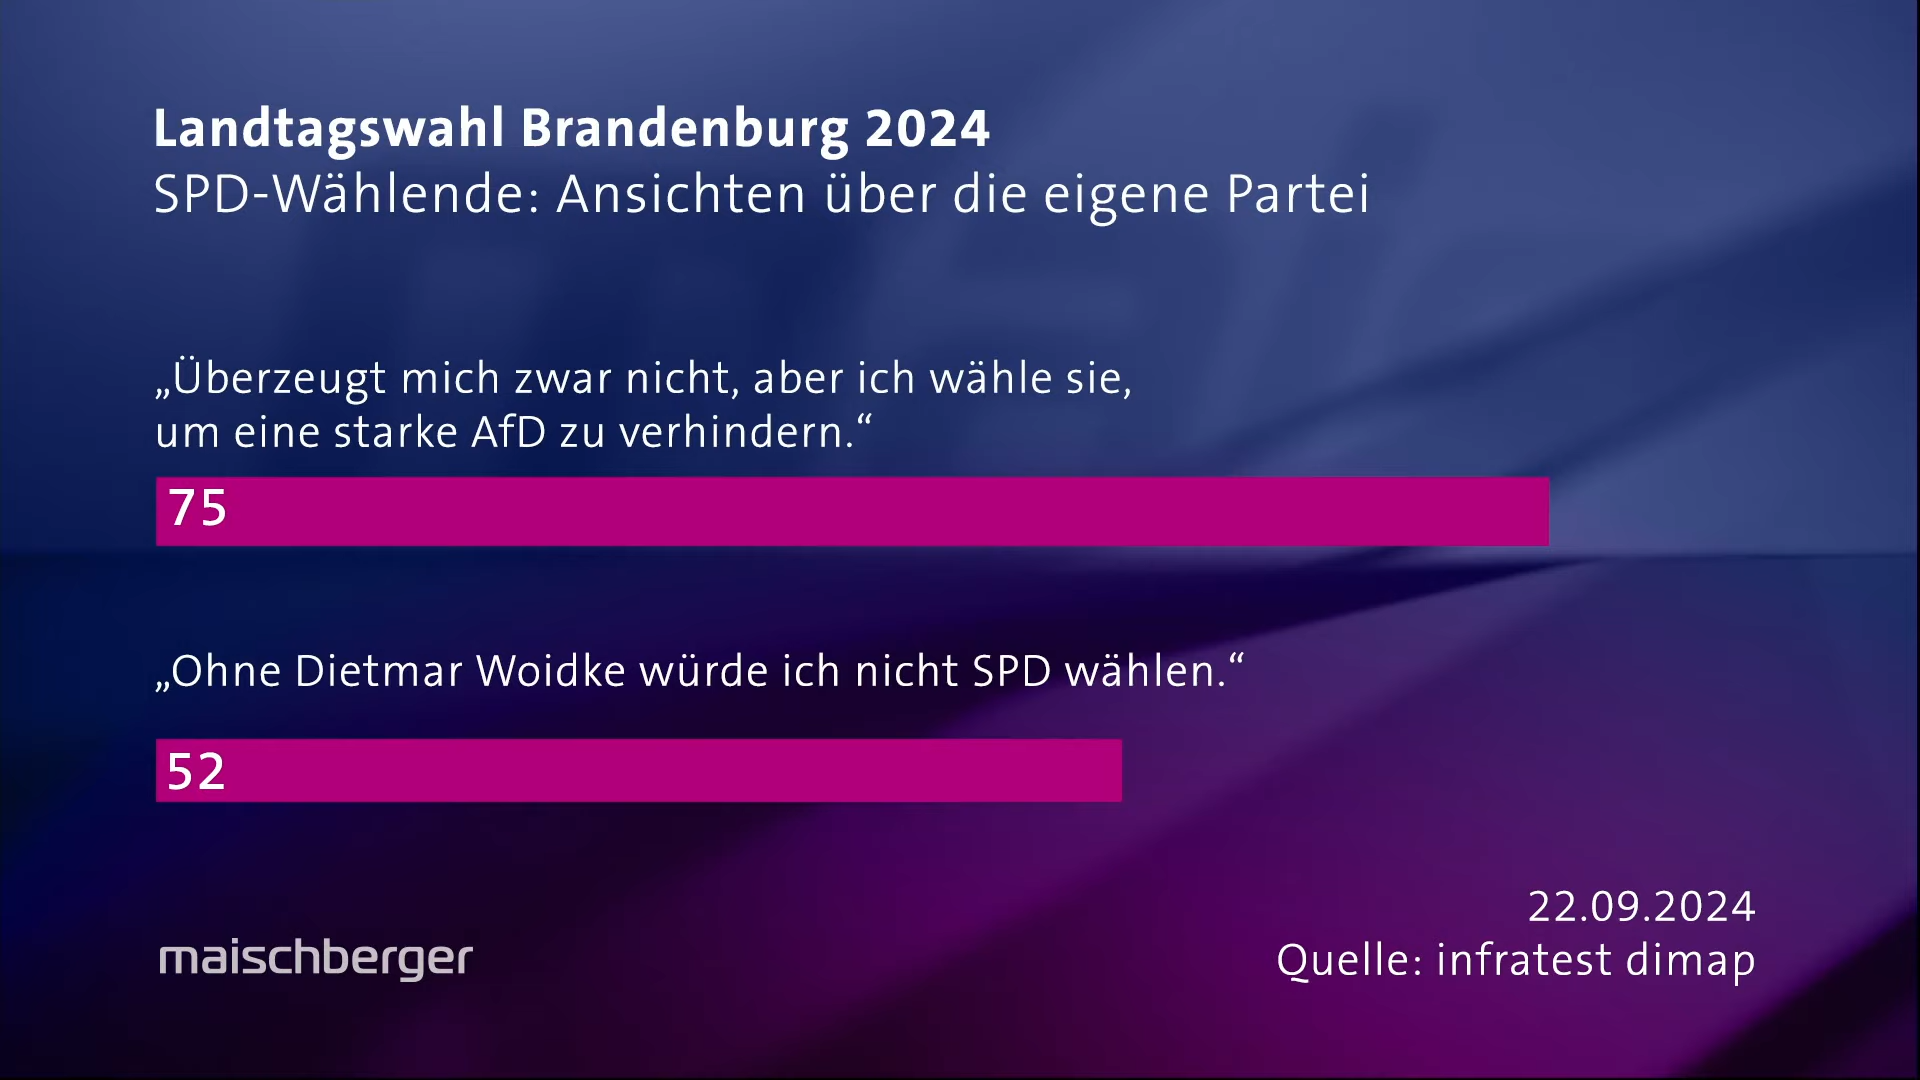 Landtagswahl Brandenburg 2024
SPD-Wählende: Ansichten über die eigene Partei
„Überzeugt mich zwar nicht, aber ich wähle sie,
um eine starke AfD zu verhindern.“
75
„Ohne Dietmar Woidke würde ich nicht SPD wählen.“
52
22.09.2024
maischberger
Quelle: infratest dimap